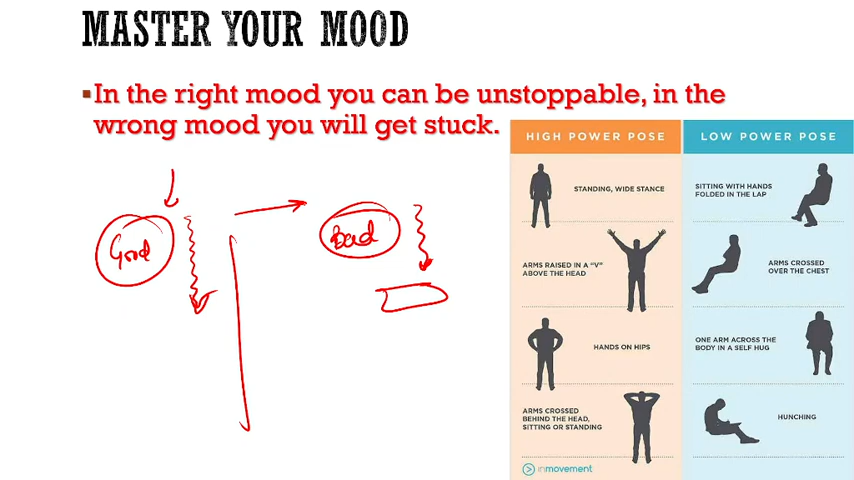 MASTER YOUR MOOD
▪In the right mood you can be unstoppable, in the
wrong mood you will get stuck.
Good
Bad
HIGH POWER POSE
STANDING, WIDE STANCE
ARMS RAISED IN A "V"
ABOVE THE HEAD
HANDS ON HIPS
ARMS CROSSED
BEHIND THE HEAD,
SITTING OR STANDING
inmovement
LOW POWER POSE
SITTING WITH HANDS
FOLDED IN THE LAP
ARMS CROSSED
OVER THE CHEST
ONE ARM ACROSS THE
BODY IN A SELF HUG
HUNCHING